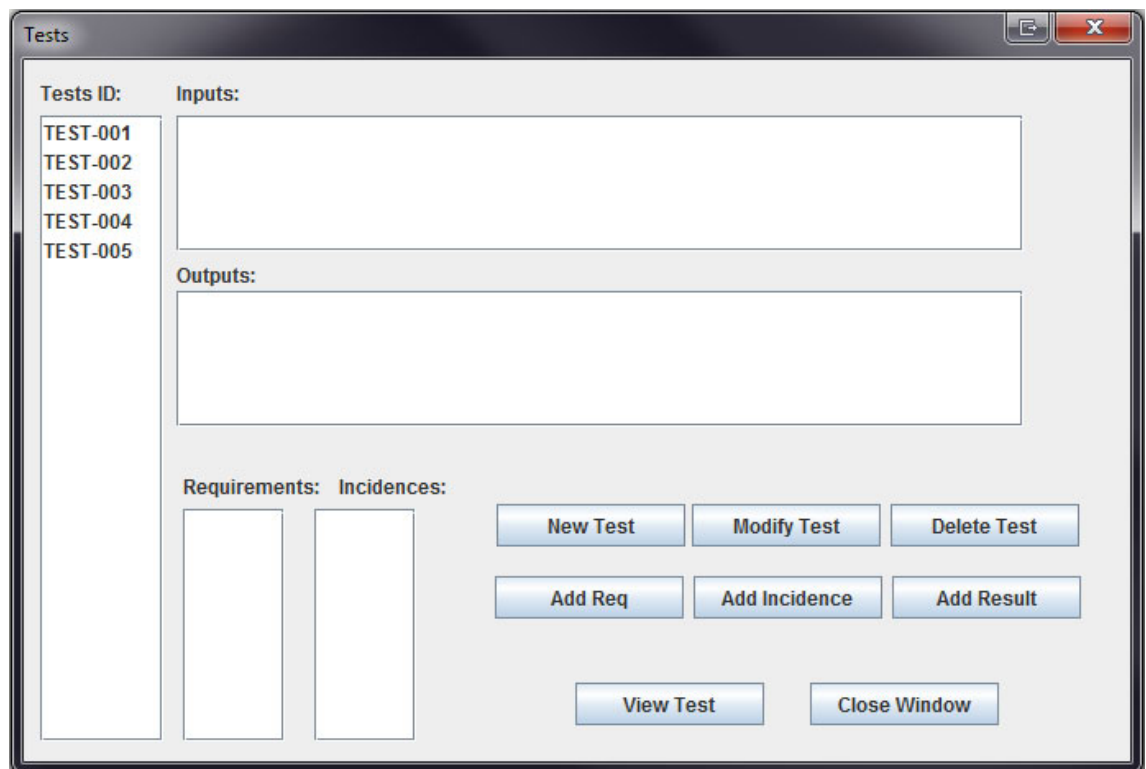 Tests
Tests ID:
TEST-001
TEST-002
TEST-003
TEST-004
TEST-005
Inputs:
Outputs:
Requirements:
Incidences:
New Test
Modify Test
Delete Test
Add Req
Add Incidence
Add Result
View Test
Close Window